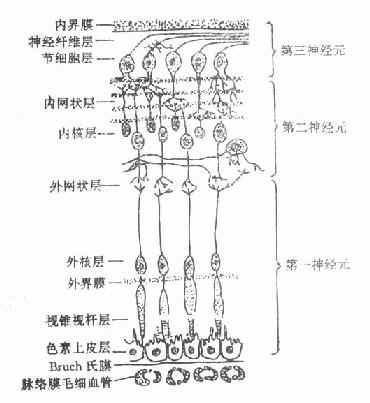 内界膜
神经纤维层
节细胞层
第三神经元
内网状层
内核层
第二神经元
外网状层
外核层
外界膜
第一神经元
视锥视杆层
色素上皮层
Bruch 氏膜
脉络膜毛细血管